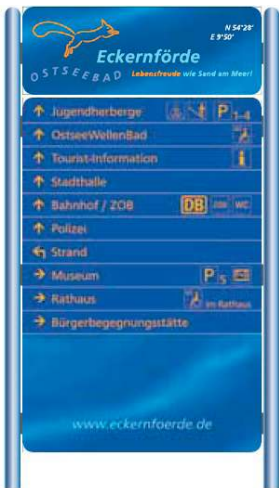 N 54°28'
E 9°50'
Eckernförde
OSTSEEBAD
Lebensfreude wie Sand am Meer!
Jugendherberge P 1-4
OstseeWellenBad
Tourist-Information i
Stadthalle
Bahnhof / ZOB DB ZOB WC
Polizei
Strand
Museum P 5
Rathaus im Rathaus
Bürgerbegegnungsstätte
www.eckernfoerde.de